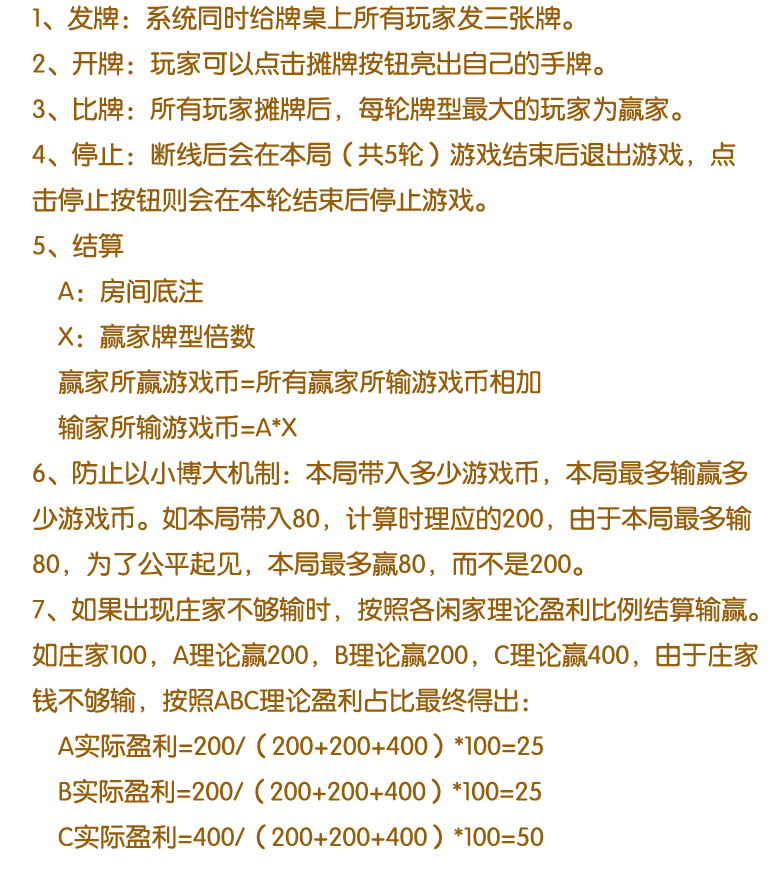 1、发牌：系统同时给牌桌上所有玩家发三张牌。
2、开牌：玩家可以点击摊牌按钮亮出自己的手牌。
3、比牌：所有玩家摊牌后，每轮牌型最大的玩家为赢家。
4、停止：断线后会在本局（共5轮）游戏结束后退出游戏，点
击停止按钮则会在本轮结束后停止游戏。
5、结算
A：房间底注
X：赢家牌型倍数
赢家所赢游戏币=所有赢家所输游戏币相加
输家所输游戏币=A*X
6、防止以小博大机制：本局带入多少游戏币，本局最多输赢多
少游戏币。如本局带入80，计算时理应的200，由于本局最多输
80，为了公平起见，本局最多赢80，而不是200。
7、如果出现庄家不够输时，按照各闲家理论盈利比例结算输赢。
如庄家100，A理论赢200，B理论赢200，C理论赢400，由于庄家
钱不够输，按照ABC理论盈利占比最终得出：
A实际盈利=200/（200+200+400）*100=25
B实际盈利=200/（200+200+400）*100=25
C实际盈利=400/（200+200+400）*100=50